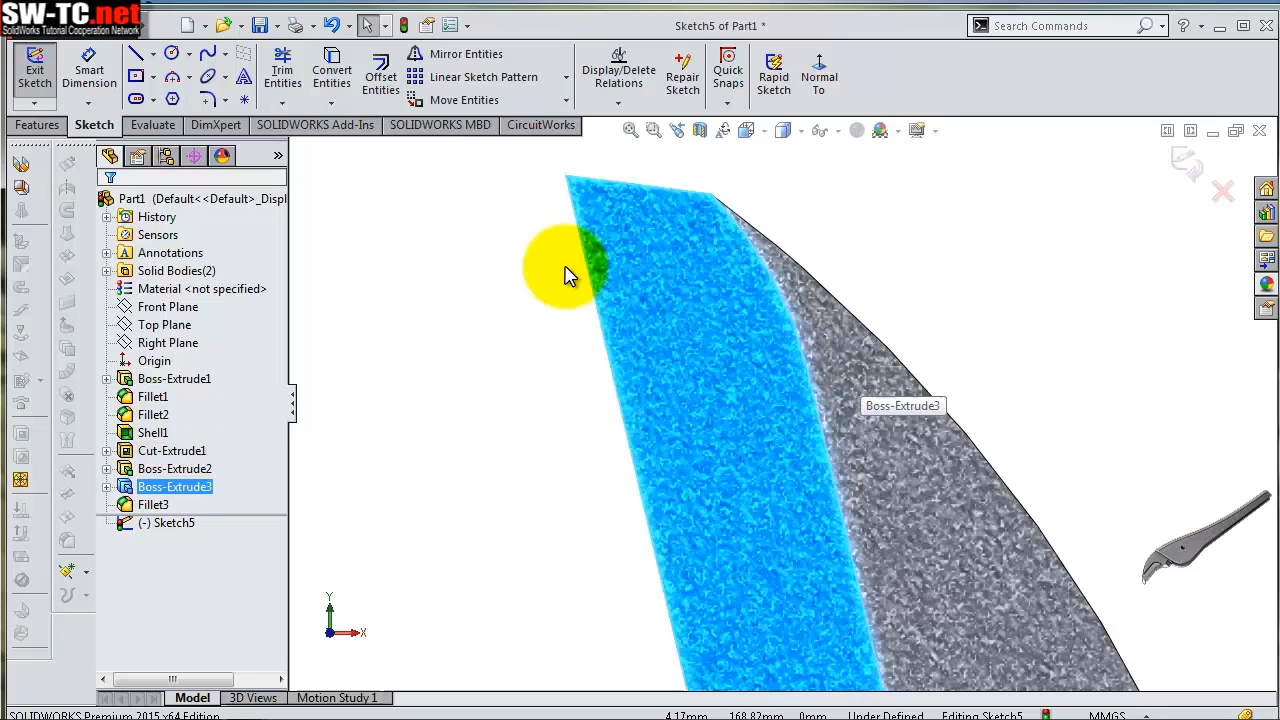 SW-TC.net
SolidWorks Tutorial Cooperation Network
Sketch5 of Part1
Search Commands
Exit Sketch
Smart Dimension
Trim Entities
Convert Entities
Offset Entities
Mirror Entities
Linear Sketch Pattern
Move Entities
Display/Delete Relations
Repair Sketch
Quick Snaps
Rapid Sketch
Normal To
Features
Sketch
Evaluate
DimXpert
SOLIDWORKS Add-Ins
SOLIDWORKS MBD
CircuitWorks
Part1 (Default<<Default>_Displ
History
Sensors
Annotations
Solid Bodies(2)
Material <not specified>
Front Plane
Top Plane
Right Plane
Origin
Boss-Extrude1
Fillet1
Fillet2
Shell1
Cut-Extrude1
Boss-Extrude2
Boss-Extrude3
Fillet3
(-) Sketch5
Boss-Extrude3
Y
X
Model
3D Views
Motion Study 1
SOLIDWORKS Premium 2015 x64 Edition
4.17mm
168.82mm
0mm
Under Defined
Editing Sketch5
MMGS